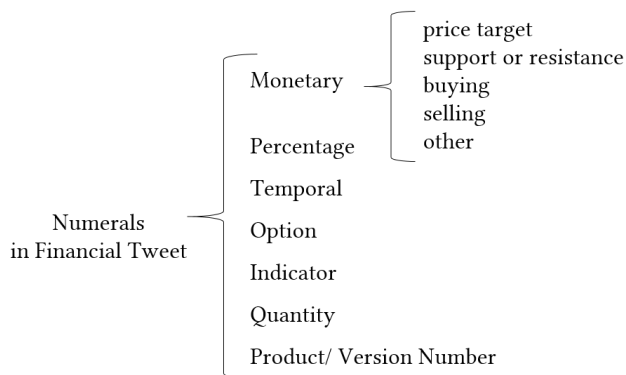 Numerals
in Financial Tweet
Monetary
price target
support or resistance
buying
selling
other
Percentage
Temporal
Option
Indicator
Quantity
Product/ Version Number